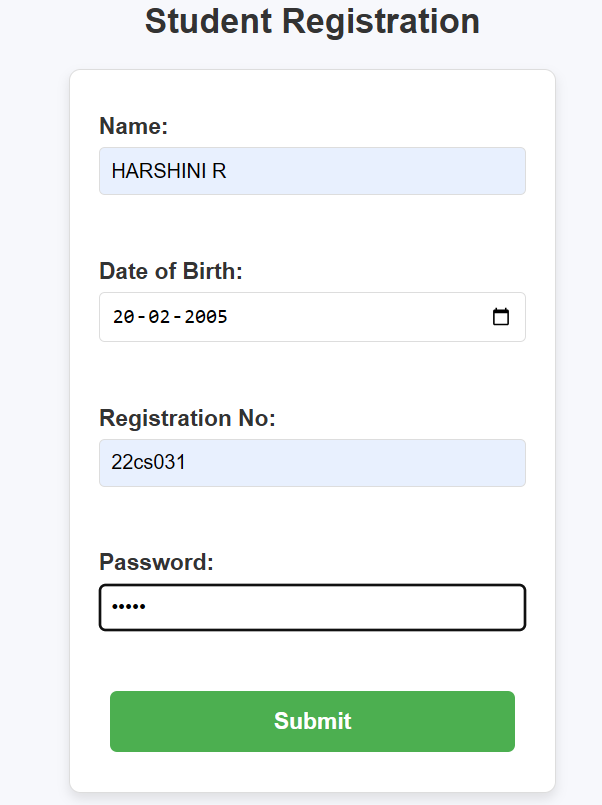 Student Registration
Name:
HARSHINI R
Date of Birth:
20-02-2005
Registration No:
22cs031
Password:
•••••
Submit